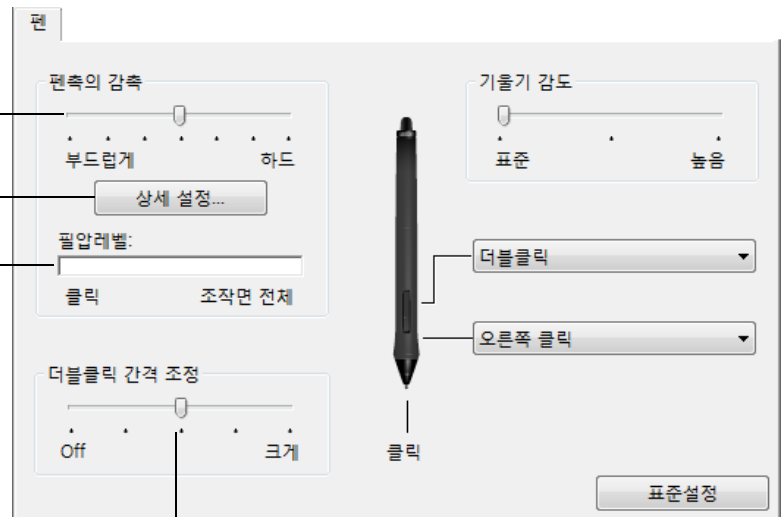 펜
펜촉의 감촉
부드럽게 하드
상세 설정...
필압레벨:
클릭 조작면 전체
더블클릭 간격 조정
Off 크게
기울기 감도
표준 높음
더블클릭
오른쪽 클릭
클릭
표준설정